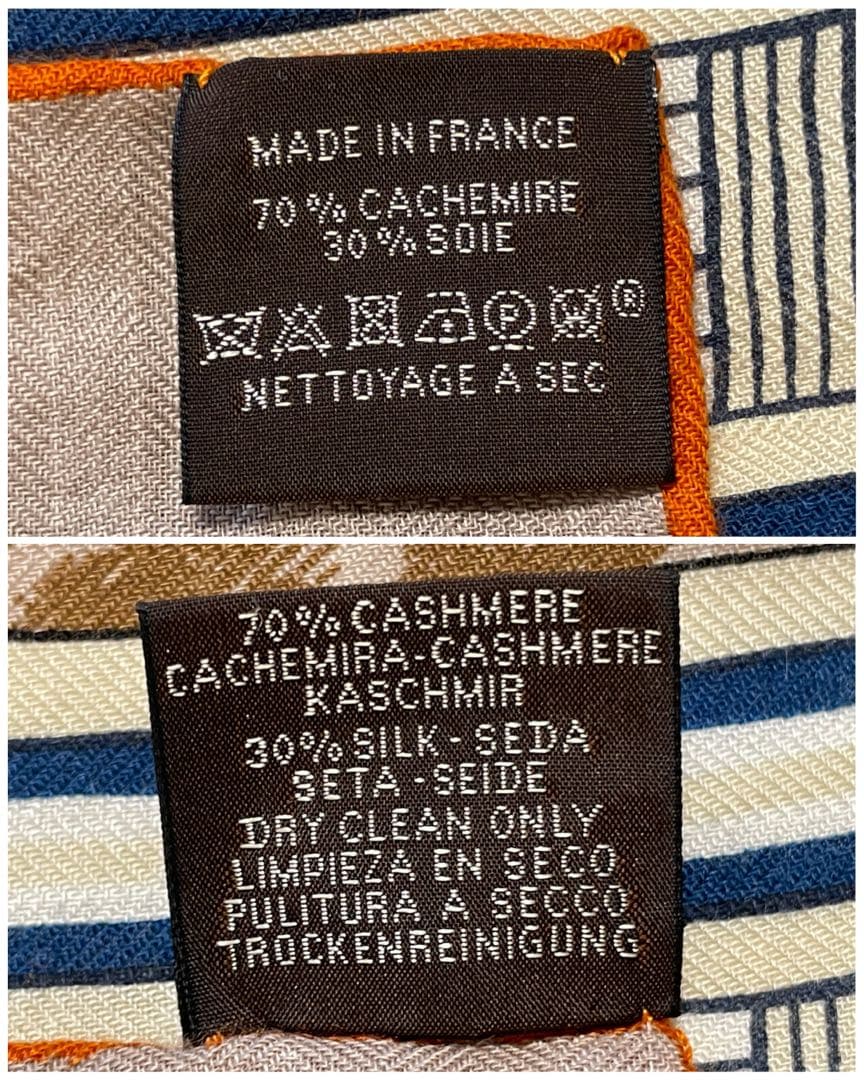 MADE IN FRANCE
70 % CACHEMIRE
30 % SOIE
P W ®
NETTOYAGE A SEC
70 % CASHMERE
CACHEMIRA-CASHMERE
KASCHMIR
30% SILK - SEDA
SETA - SEIDE
DRY CLEAN ONLY
LIMPIEZA EN SECO
PULITURA A SECCO
TROCKENREINIGUNG